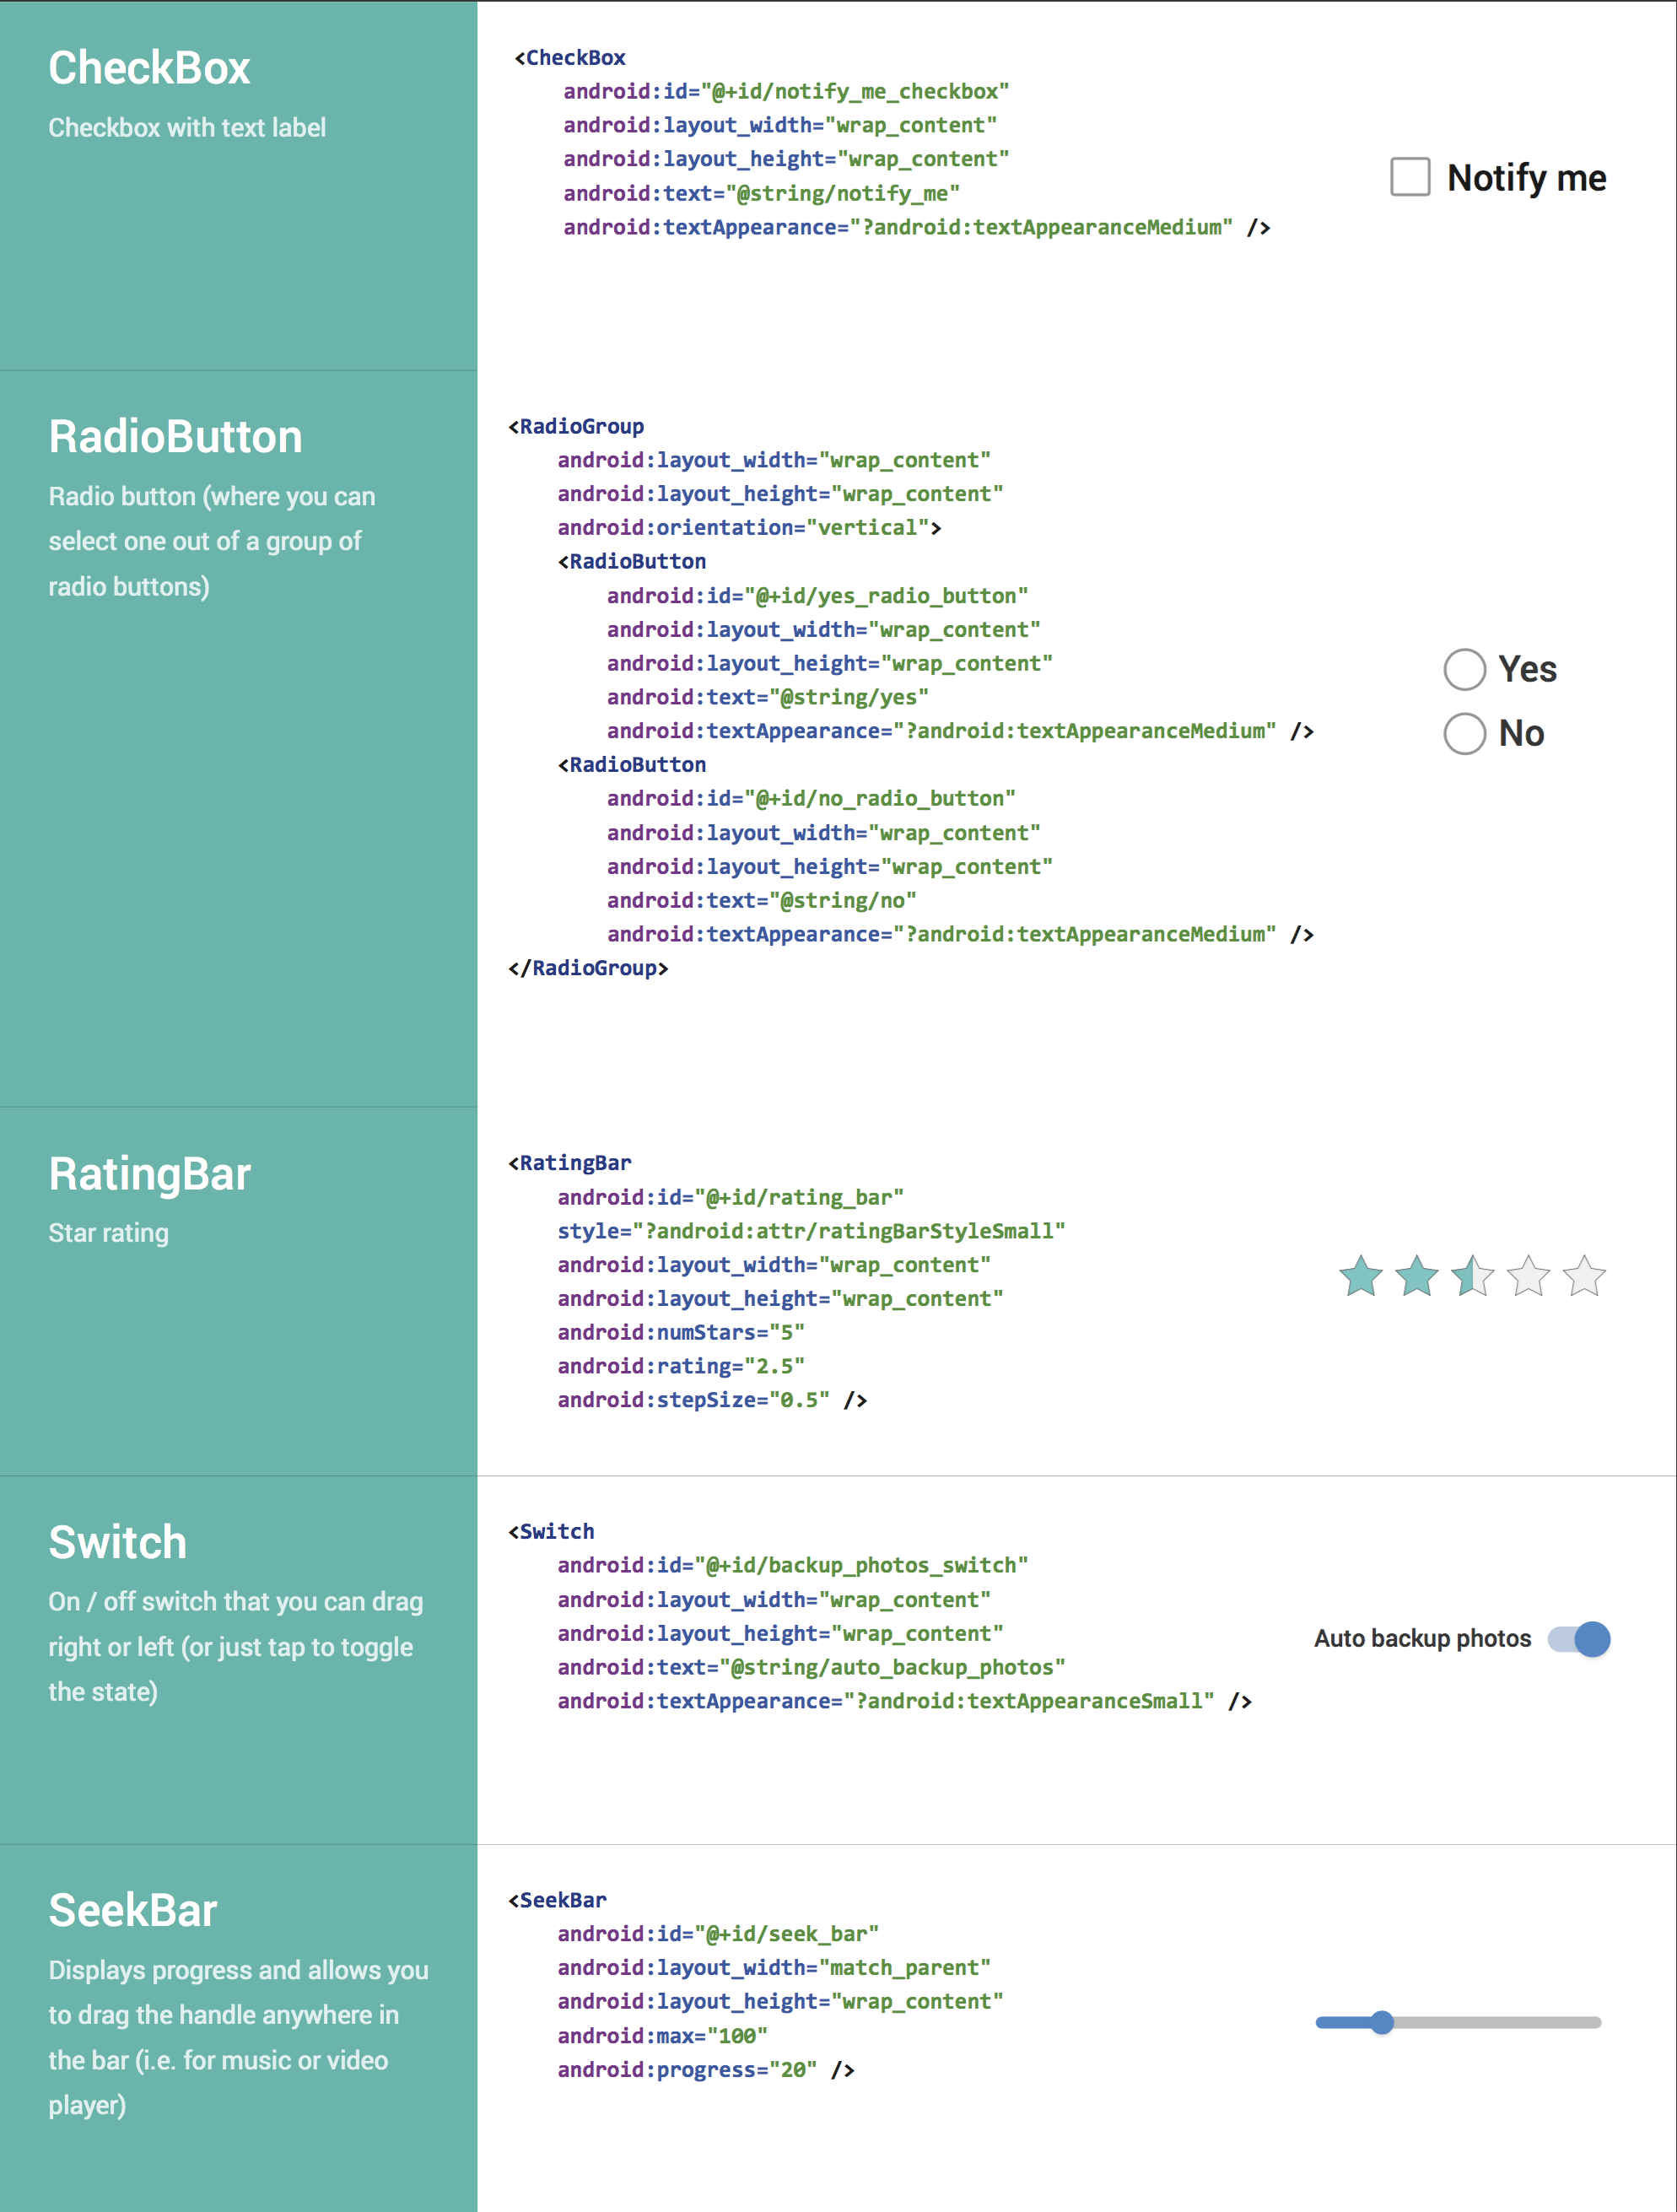 CheckBox
Checkbox with text label
<CheckBox
android:id="@+id/notify_me_checkbox"
android:layout_width="wrap_content"
android:layout_height="wrap_content"
android:text="@string/notify_me"
android:textAppearance="?android:textAppearanceMedium" />
Notify me
RadioButton
Radio button (where you can
select one out of a group of
radio buttons)
<RadioGroup
android:layout_width="wrap_content"
android:layout_height="wrap_content"
android:orientation="vertical">
<RadioButton
android:id="@+id/yes_radio_button"
android:layout_width="wrap_content"
android:layout_height="wrap_content"
android:text="@string/yes"
android:textAppearance="?android:textAppearanceMedium" />
<RadioButton
android:id="@+id/no_radio_button"
android:layout_width="wrap_content"
android:layout_height="wrap_content"
android:text="@string/no"
android:textAppearance="?android:textAppearanceMedium" />
</RadioGroup>
Yes
No
RatingBar
Star rating
<RatingBar
android:id="@+id/rating_bar"
style="?android:attr/ratingBarStyleSmall"
android:layout_width="wrap_content"
android:layout_height="wrap_content"
android:numStars="5"
android:rating="2.5"
android:stepSize="0.5" />
Switch
On / off switch that you can drag
right or left (or just tap to toggle
the state)
<Switch
android:id="@+id/backup_photos_switch"
android:layout_width="wrap_content"
android:layout_height="wrap_content"
android:text="@string/auto_backup_photos"
android:textAppearance="?android:textAppearanceSmall" />
Auto backup photos
SeekBar
Displays progress and allows you
to drag the handle anywhere in
the bar (i.e. for music or video
player)
<SeekBar
android:id="@+id/seek_bar"
android:layout_width="match_parent"
android:layout_height="wrap_content"
android:max="100"
android:progress="20" />